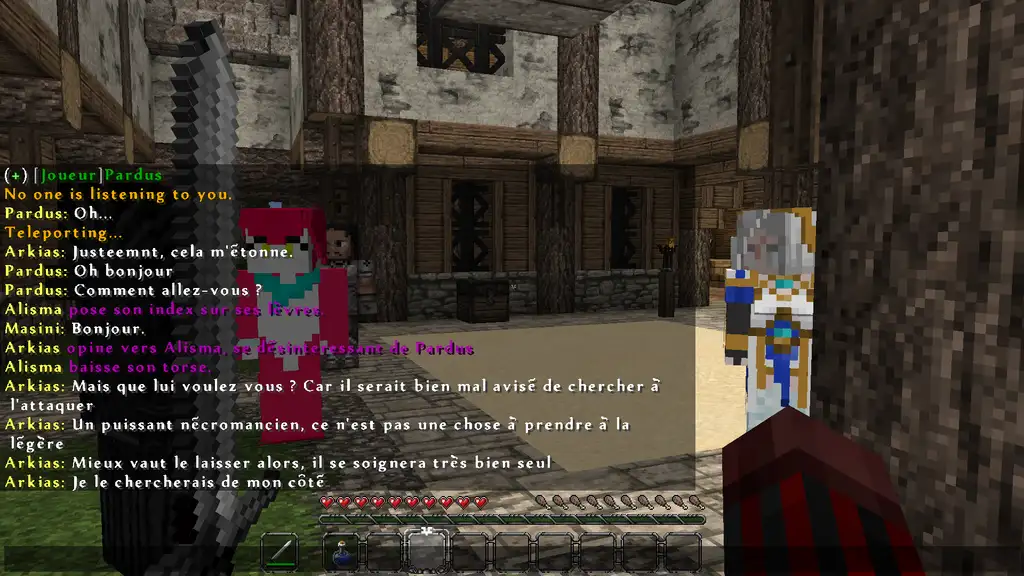 (+) [Joueur]Pardus
No one is listening to you.
Pardus: Oh...
Teleporting...
Arkias: Justeemnt, cela m'étonne.
Pardus: Oh bonjour
Pardus: Comment allez-vous ?
Alisma pose son index sur ses lèvres.
Masini: Bonjour.
Arkias opine vers Alisma, se désinteressant de Pardus
Alisma baisse son torse.
Arkias: Mais que lui voulez vous ? Car il serait bien mal avisé de chercher à
l'attaquer
Arkias: Un puissant nécromancien, ce n'est pas une chose à prendre à la
légère
Arkias: Mieux vaut le laisser alors, il se soignera très bien seul
Arkias: Je le chercherais de mon côté